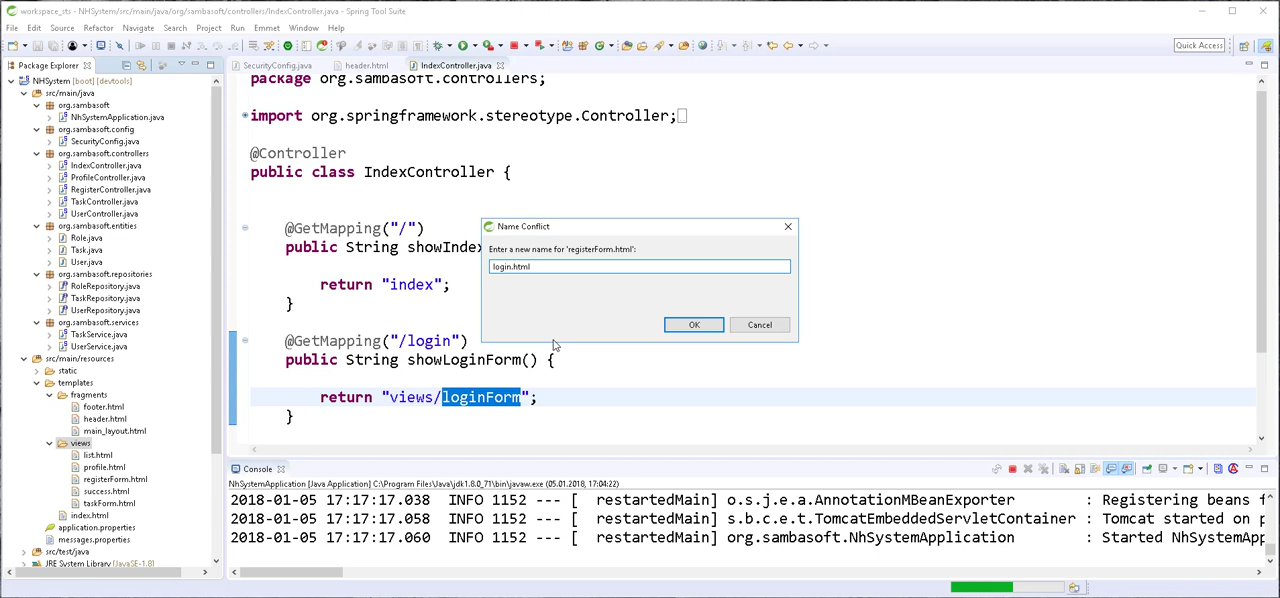 workspace_sts - NHSystem/src/main/java/org/sambasoft/controllers/IndexController.java - Spring Tool Suite
File Edit Source Refactor Navigate Search Project Run Emmet Window Help
Quick Access
Package Explorer
SecurityConfig.java header.html IndexController.java
NHSystem [boot] [devtools]
src/main/java
org.sambasoft
NhSystemApplication.java
org.sambasoft.config
SecurityConfig.java
org.sambasoft.controllers
IndexController.java
ProfileController.java
RegisterController.java
TaskController.java
UserController.java
org.sambasoft.entities
Role.java
Task.java
User.java
org.sambasoft.repositories
RoleRepository.java
TaskRepository.java
UserRepository.java
org.sambasoft.services
TaskService.java
UserService.java
src/main/resources
static
templates
fragments
footer.html
header.html
main_layout.html
views
list.html
profile.html
registerForm.html
success.html
taskForm.html
index.html
application.properties
messages.properties
src/test/java
JRE System Library [JavaSE-1.8]
package org.sambasoft.controllers;
import org.springframework.stereotype.Controller;
@Controller
public class IndexController {
@GetMapping("/")
public String showInde
return "index";
}
@GetMapping("/login")
public String showLoginForm() {
return "views/loginForm";
}
Name Conflict
Enter a new name for 'registerForm.html':
login.html
OK Cancel
Console
NhSystemApplication [Java Application] C:\Program Files\Java\jdk1.8.0_71\bin\javaw.exe (05.01.2018, 17:04:22)
2018-01-05 17:17:17.038 INFO 1152 --- [ restartedMain] o.s.j.e.a.AnnotationMBeanExporter : Registering beans f
2018-01-05 17:17:17.058 INFO 1152 --- [ restartedMain] s.b.c.e.t.TomcatEmbeddedServletContainer : Tomcat started on p
2018-01-05 17:17:17.060 INFO 1152 --- [ restartedMain] org.sambasoft.NhSystemApplication : Started NhSystemApp